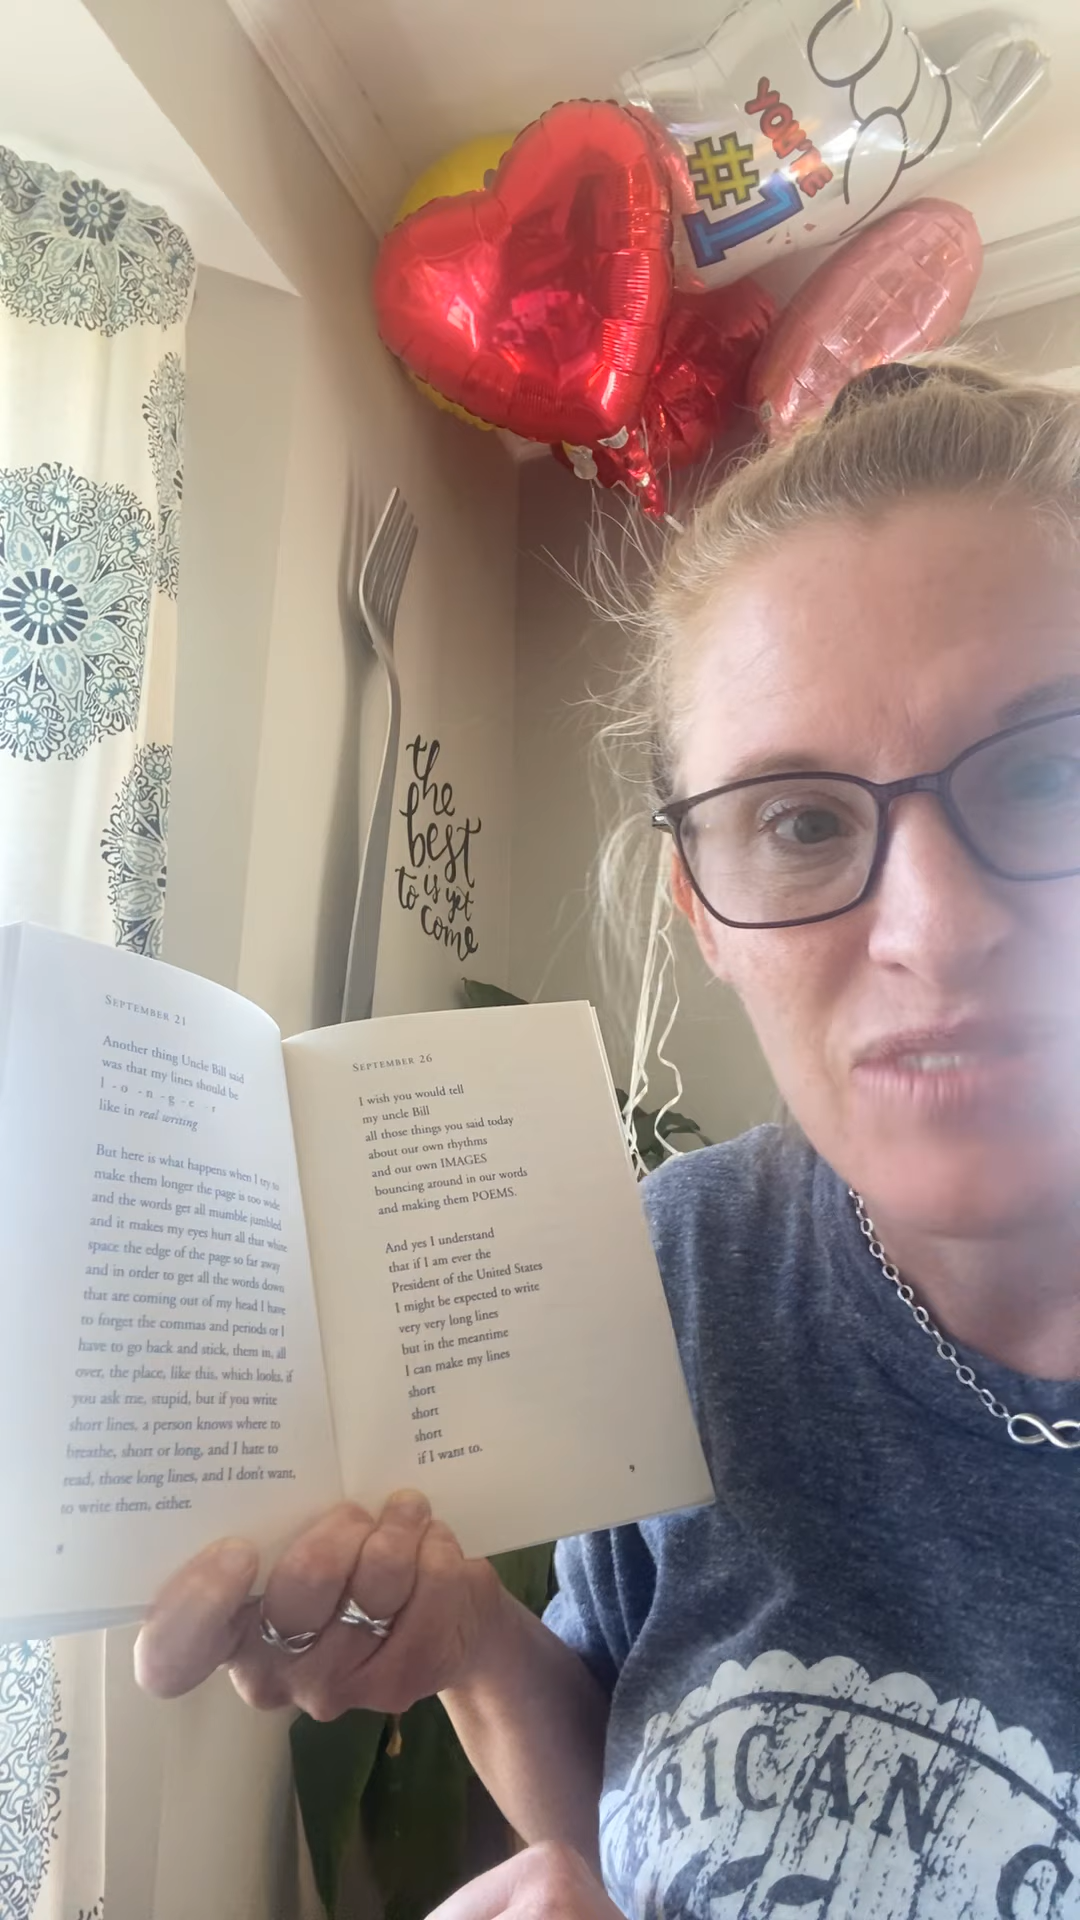 YOU'RE
#1
the
best
is yet
to
come
SEPTEMBER 21
Another thing Uncle Bill said
was that my lines should be
l - o - n - g - e - r
like in real writing
But here is what happens when I try to
make them longer the page is too wide
and the words get all mumble jumbled
and it makes my eyes hurt all that white
space the edge of the page so far away
and in order to get all the words down
that are coming out of my head I have
to forget the commas and periods or I
have to go back and stick, them in, all
over, the place, like this, which looks, if
you ask me, stupid, but if you write
short lines, a person knows where to
breathe, short or long, and I hate to
read, those long lines, and I don't want,
to write them, either.
8
SEPTEMBER 26
I wish you would tell
my uncle Bill
all those things you said today
about our own rhythms
and our own IMAGES
bouncing around in our words
and making them POEMS.
And yes I understand
that if I am ever the
President of the United States
I might be expected to write
very very long lines
but in the meantime
I can make my lines
short
short
short
if I want to.
9
RICAN